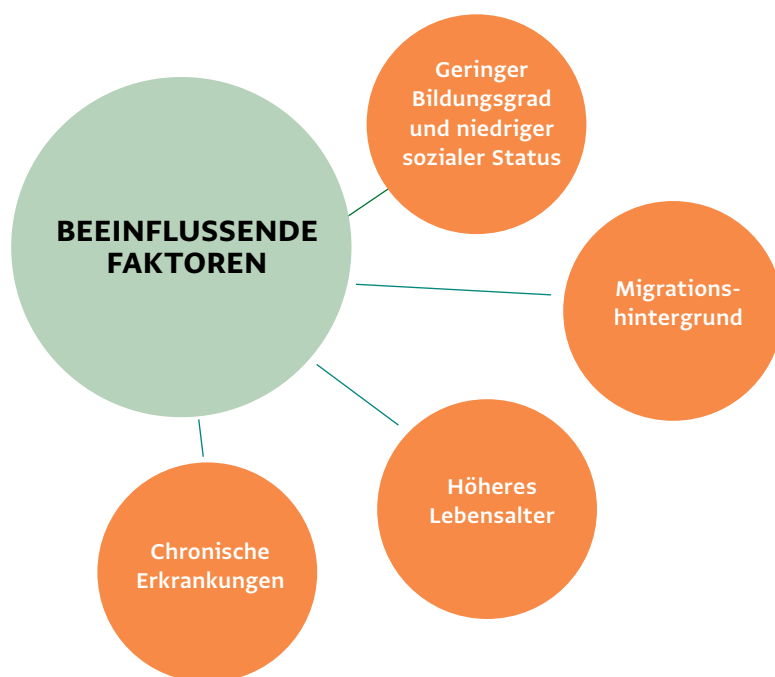 Geringer
Bildungsgrad
und niedriger
sozialer Status
BEEINFLUSSENDE
FAKTOREN
Migrations-
hintergrund
Höheres
Lebensalter
Chronische
Erkrankungen